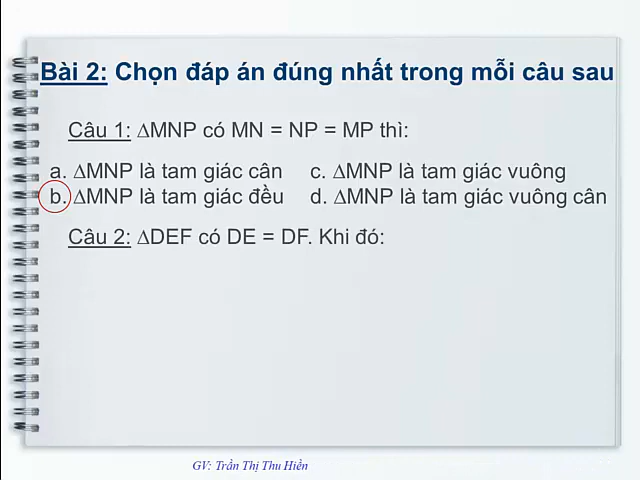 Bài 2: Chọn đáp án đúng nhất trong mỗi câu sau
Câu 1: ∆MNP có MN = NP = MP thì:
a. ∆MNP là tam giác cân c. ∆MNP là tam giác vuông
b. ∆MNP là tam giác đều d. ∆MNP là tam giác vuông cân
Câu 2: ∆DEF có DE = DF. Khi đó:
GV: Trần Thị Thu Hiền